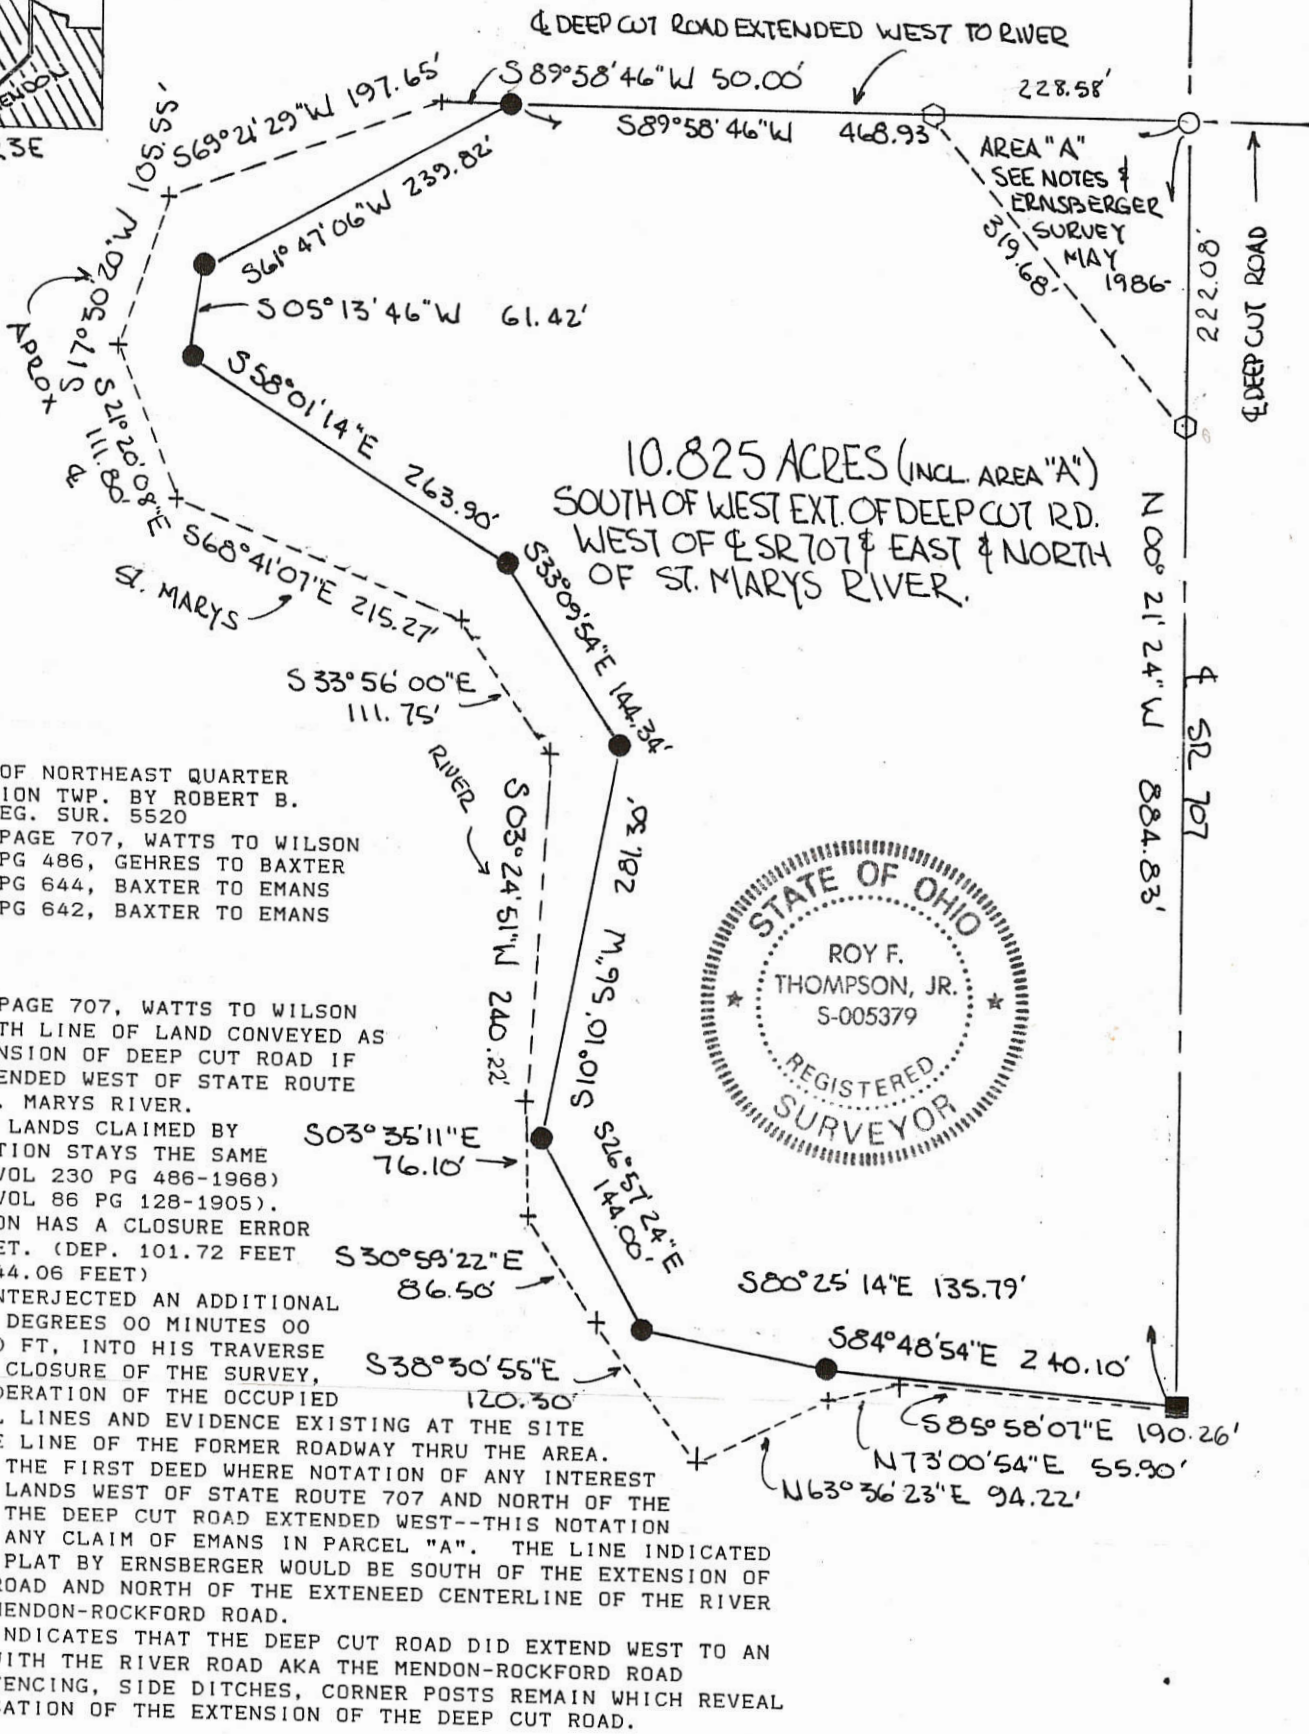 ℄ DEEP CUT ROAD EXTENDED WEST TO RIVER
S89°58'46"W 50.00'
228.58'
S89°58'46"W 468.93'
S69°21'29"W 197.65'
105.55'
S17°50'20"W
S61°47'06"W 239.82'
S05°13'46"W 61.42'
APROX
S21°20'08"E
111.80'
℄
S58°01'14"E 263.90'
S68°41'07"E 215.27'
ST. MARYS
S33°56'00"E
111.75'
RIVER
S33°09'54"E 144.34'
AREA "A"
SEE NOTES &
ERNSBERGER
SURVEY
MAY
1986
319.68'
222.08'
℄ DEEP CUT ROAD
10.825 ACRES (INCL. AREA "A")
SOUTH OF WEST EXT. OF DEEP CUT RD.
WEST OF ℄ SR 707 & EAST & NORTH
OF ST. MARYS RIVER.
N00°21'24"W 884.83'
℄ SR 707
S03°24'51"W 240.22'
S10°10'56"W 281.30'
STATE OF OHIO
ROY F.
THOMPSON, JR.
S-005379
REGISTERED
SURVEYOR
S03°35'11"E
76.10'
S26°57'24"E
144.00'
S30°59'22"E
86.50'
S38°30'55"E
120.30'
S80°25'14"E 135.79'
S84°48'54"E 240.10'
S85°58'07"E 190.26'
N73°00'54"E 55.90'
N63°36'23"E 94.22'
OF NORTHEAST QUARTER
ION TWP. BY ROBERT B.
EG. SUR. 5520
PAGE 707, WATTS TO WILSON
PG 486, GEHRES TO BAXTER
PG 644, BAXTER TO EMANS
PG 642, BAXTER TO EMANS
PAGE 707, WATTS TO WILSON
TH LINE OF LAND CONVEYED AS
NSION OF DEEP CUT ROAD IF
ENDED WEST OF STATE ROUTE
. MARYS RIVER.
LANDS CLAIMED BY
TION STAYS THE SAME
VOL 230 PG 486-1968)
VOL 86 PG 128-1905).
ON HAS A CLOSURE ERROR
ET. (DEP. 101.72 FEET
44.06 FEET)
NTERJECTED AN ADDITIONAL
DEGREES 00 MINUTES 00
FT, INTO HIS TRAVERSE
CLOSURE OF THE SURVEY,
DERATION OF THE OCCUPIED
LINES AND EVIDENCE EXISTING AT THE SITE
E LINE OF THE FORMER ROADWAY THRU THE AREA.
THE FIRST DEED WHERE NOTATION OF ANY INTEREST
LANDS WEST OF STATE ROUTE 707 AND NORTH OF THE
THE DEEP CUT ROAD EXTENDED WEST--THIS NOTATION
ANY CLAIM OF EMANS IN PARCEL "A". THE LINE INDICATED
PLAT BY ERNSBERGER WOULD BE SOUTH OF THE EXTENSION OF
ROAD AND NORTH OF THE EXTENEED CENTERLINE OF THE RIVER
MENDON-ROCKFORD ROAD.
NDICATES THAT THE DEEP CUT ROAD DID EXTEND WEST TO AN
WITH THE RIVER ROAD AKA THE MENDON-ROCKFORD ROAD
FENCING, SIDE DITCHES, CORNER POSTS REMAIN WHICH REVEAL
CATION OF THE EXTENSION OF THE DEEP CUT ROAD.